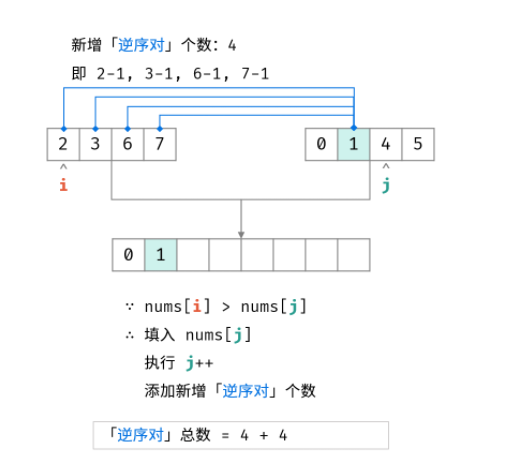 新增「逆序对」个数: 4
即 2-1, 3-1, 6-1, 7-1
2 3 6 7 0 1 4 5
i j
0 1
∵ nums[i] > nums[j]
∴ 填入 nums[j]
执行 j++
添加新增「逆序对」个数
「逆序对」总数 = 4 + 4